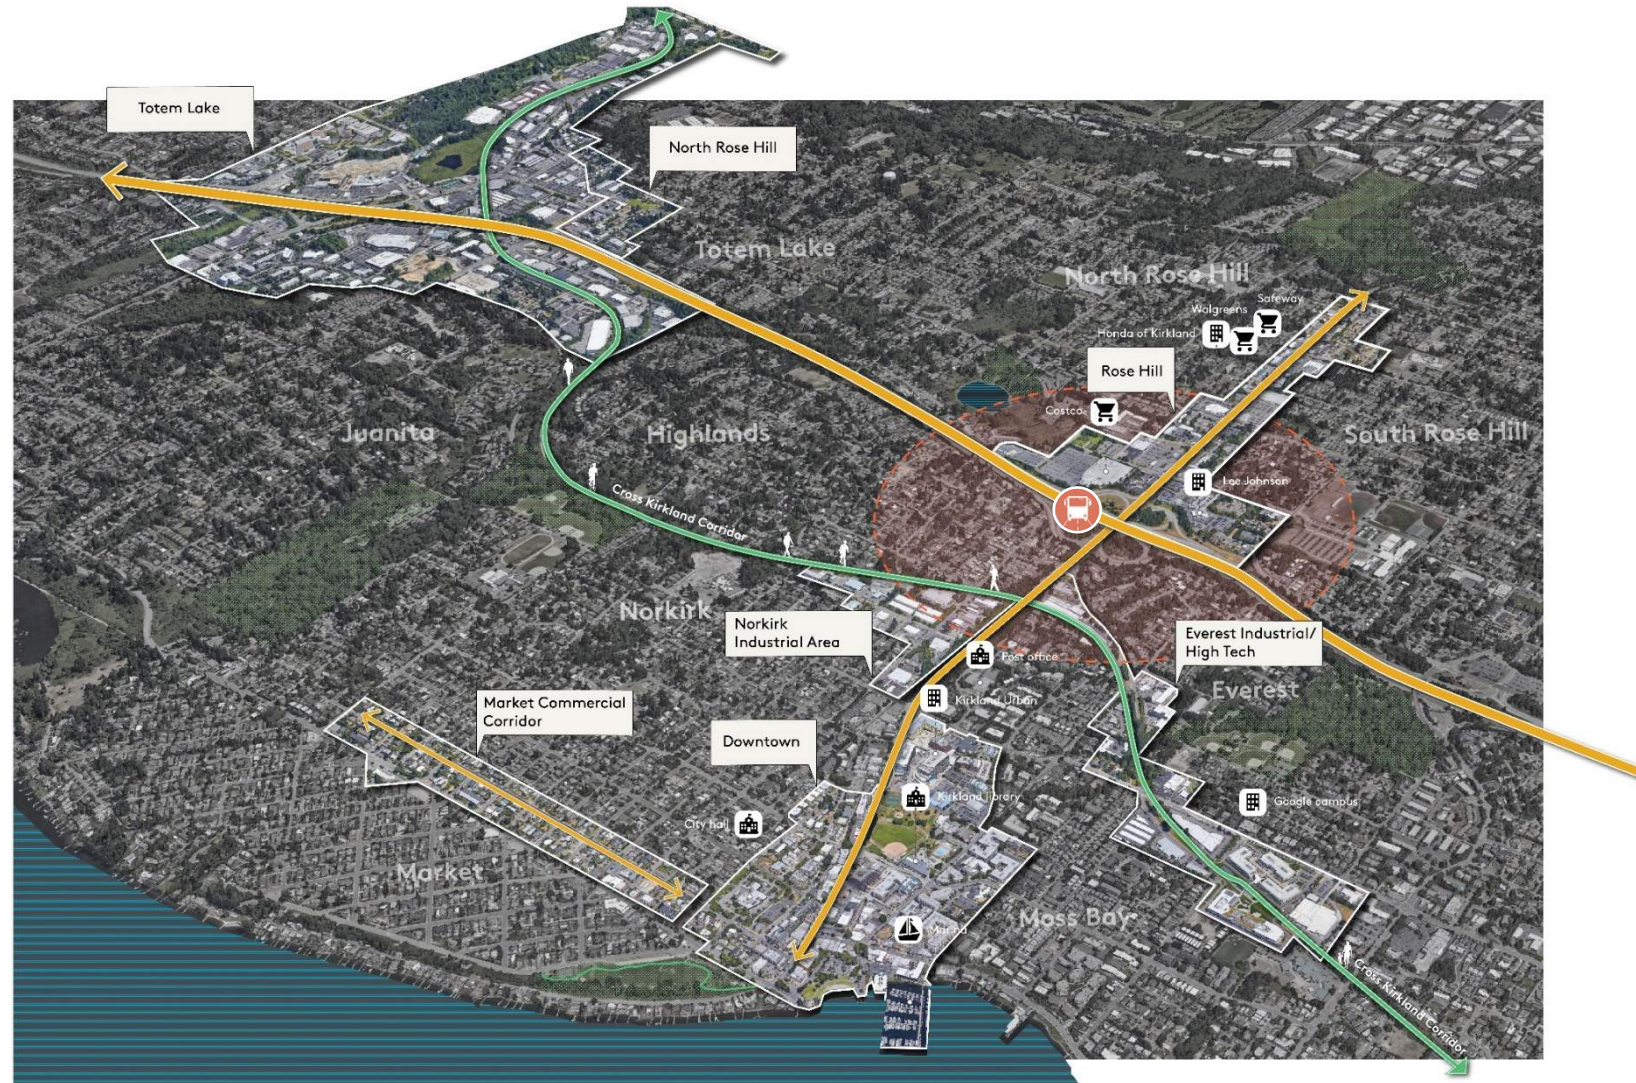 Totem Lake
North Rose Hill
Totem Lake
North Rose Hill
Safeway
Walgreens
Honda of Kirkland
Rose Hill
Costco
Juanita
Highlands
South Rose Hill
Lee Johnson
Cross Kirkland Corridor
Norkirk
Norkirk
Industrial Area
Everest Industrial/
High Tech
Post office
Everest
Kirkland Urban
Market Commercial
Corridor
Downtown
Kirkland library
Google campus
City hall
Market
Moss Bay
Marina
Cross Kirkland Corridor